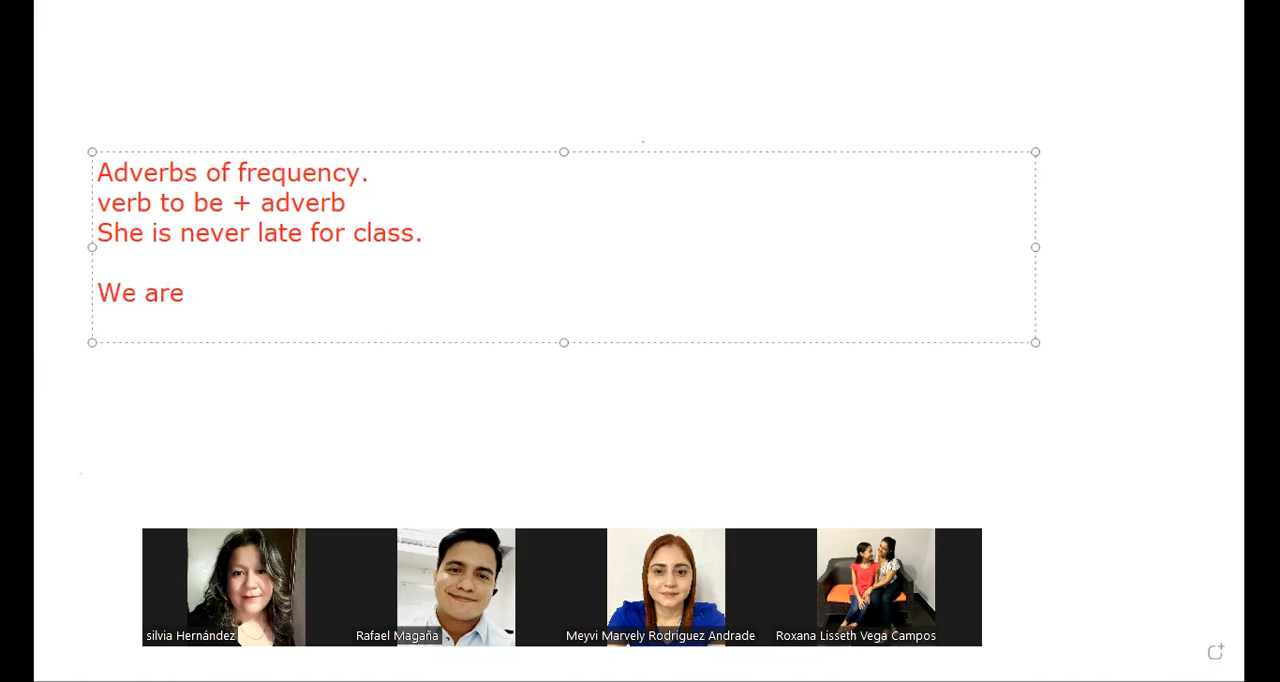 Adverbs of frequency.
verb to be + adverb
She is never late for class.
We are
silvia Hernández
Rafael Magaña
Meyvi Marvely Rodriguez Andrade
Roxana Lisseth Vega Campos